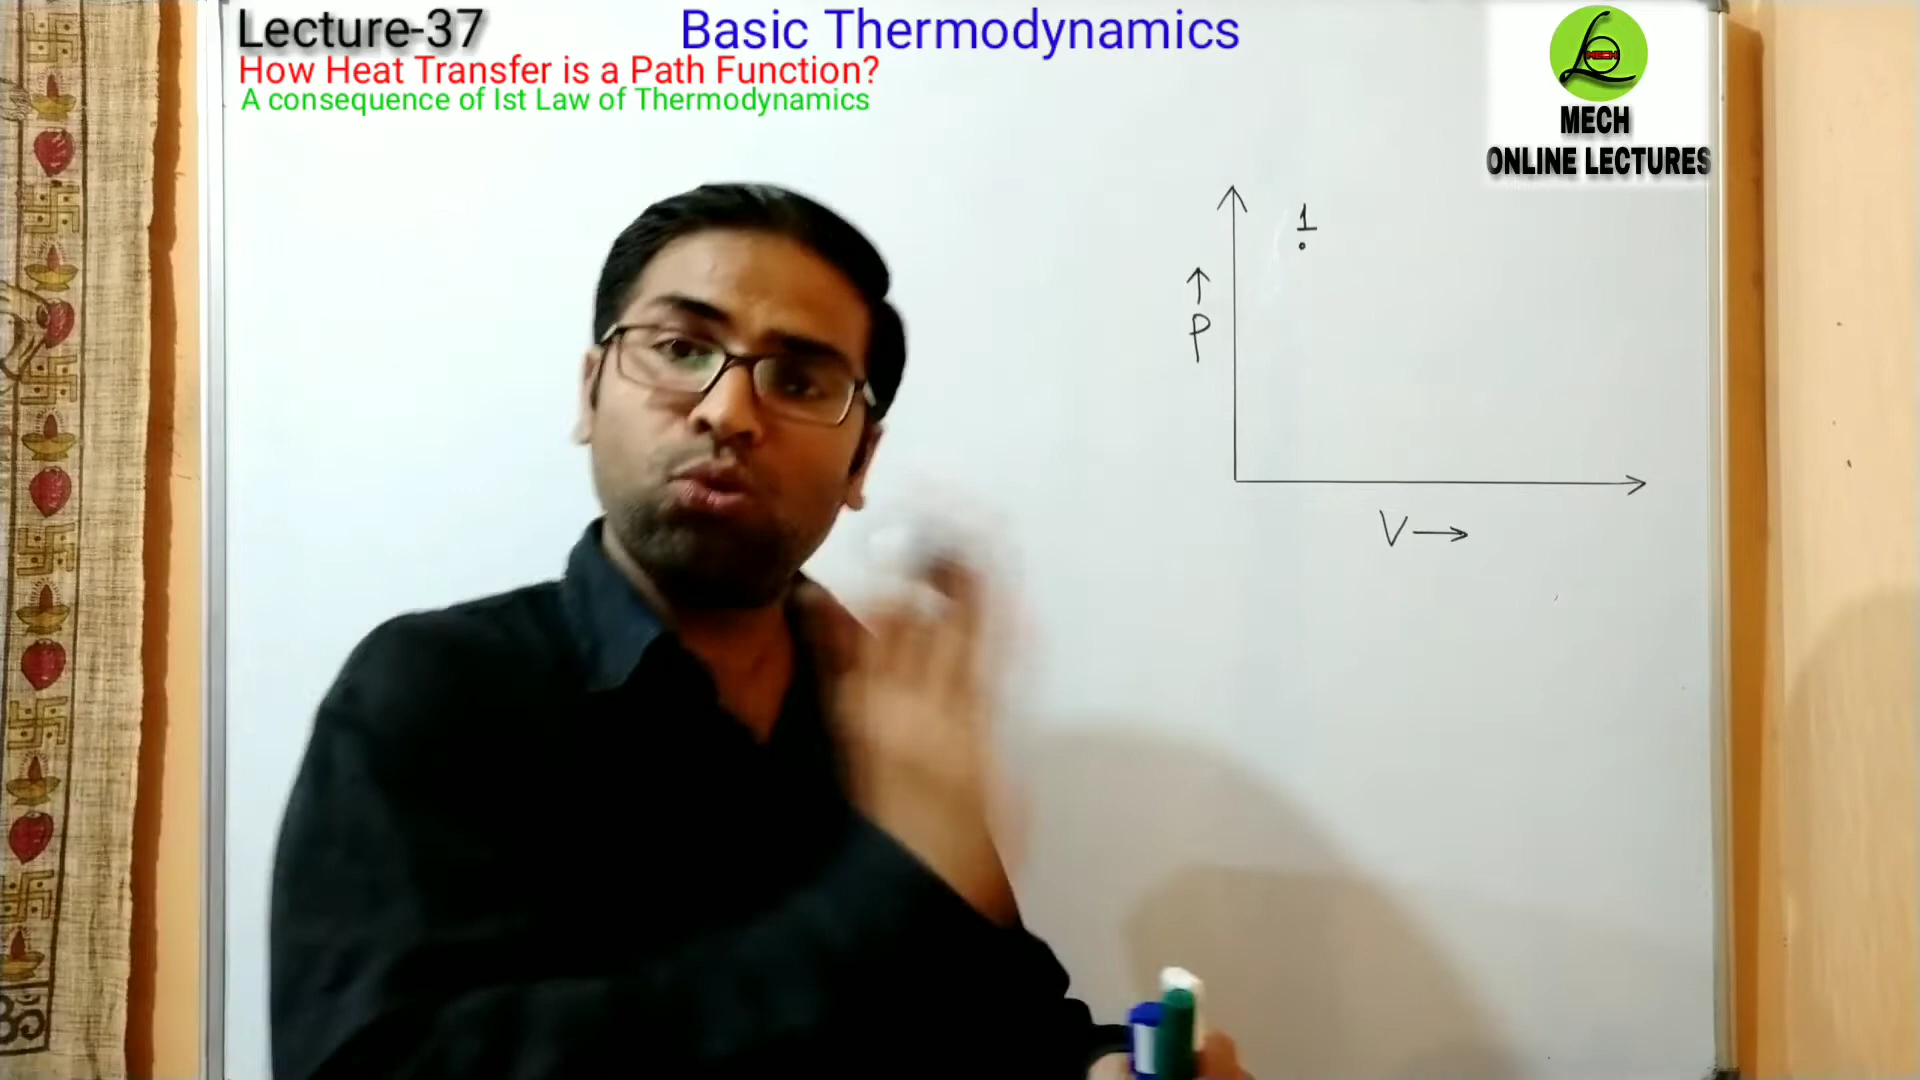 Lecture-37
Basic Thermodynamics
How Heat Transfer is a Path Function?
A consequence of Ist Law of Thermodynamics
MECH
MECH
ONLINE LECTURES
1
↑
P
V→